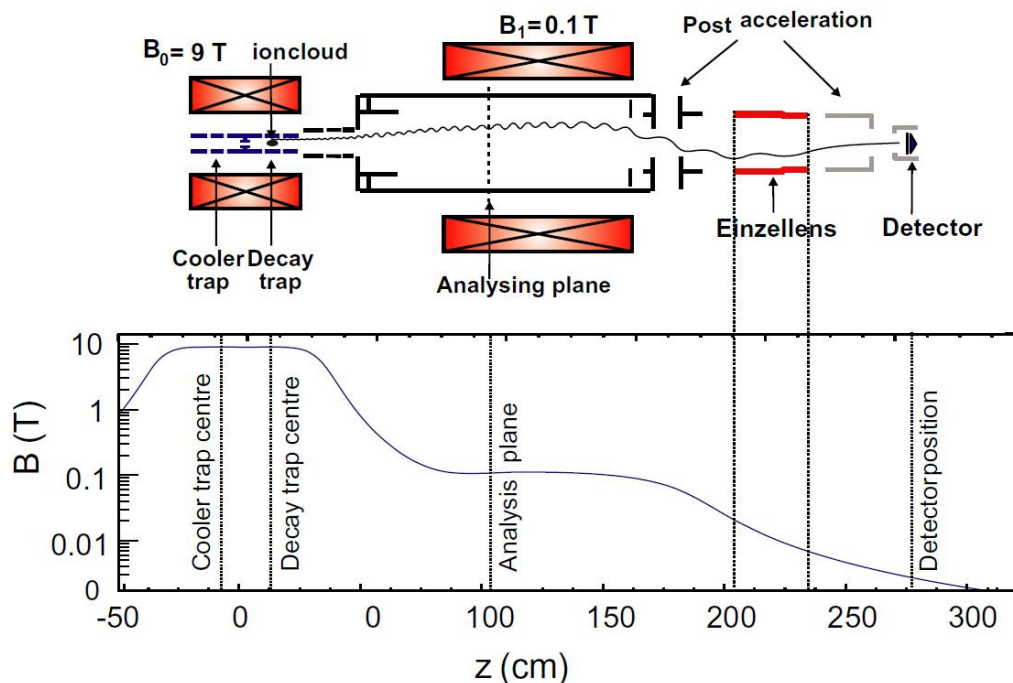 Post acceleration
B₁ = 0.1 T
B₀ = 9 T
ioncloud
Cooler trap
Decay trap
Analysing plane
Einzellens
Detector
10
1
0.1
0.01
0
B (T)
Cooler trap centre
Decay trap centre
Analysis plane
Detectorposition
-50
0
0
100
150
200
250
300
z (cm)